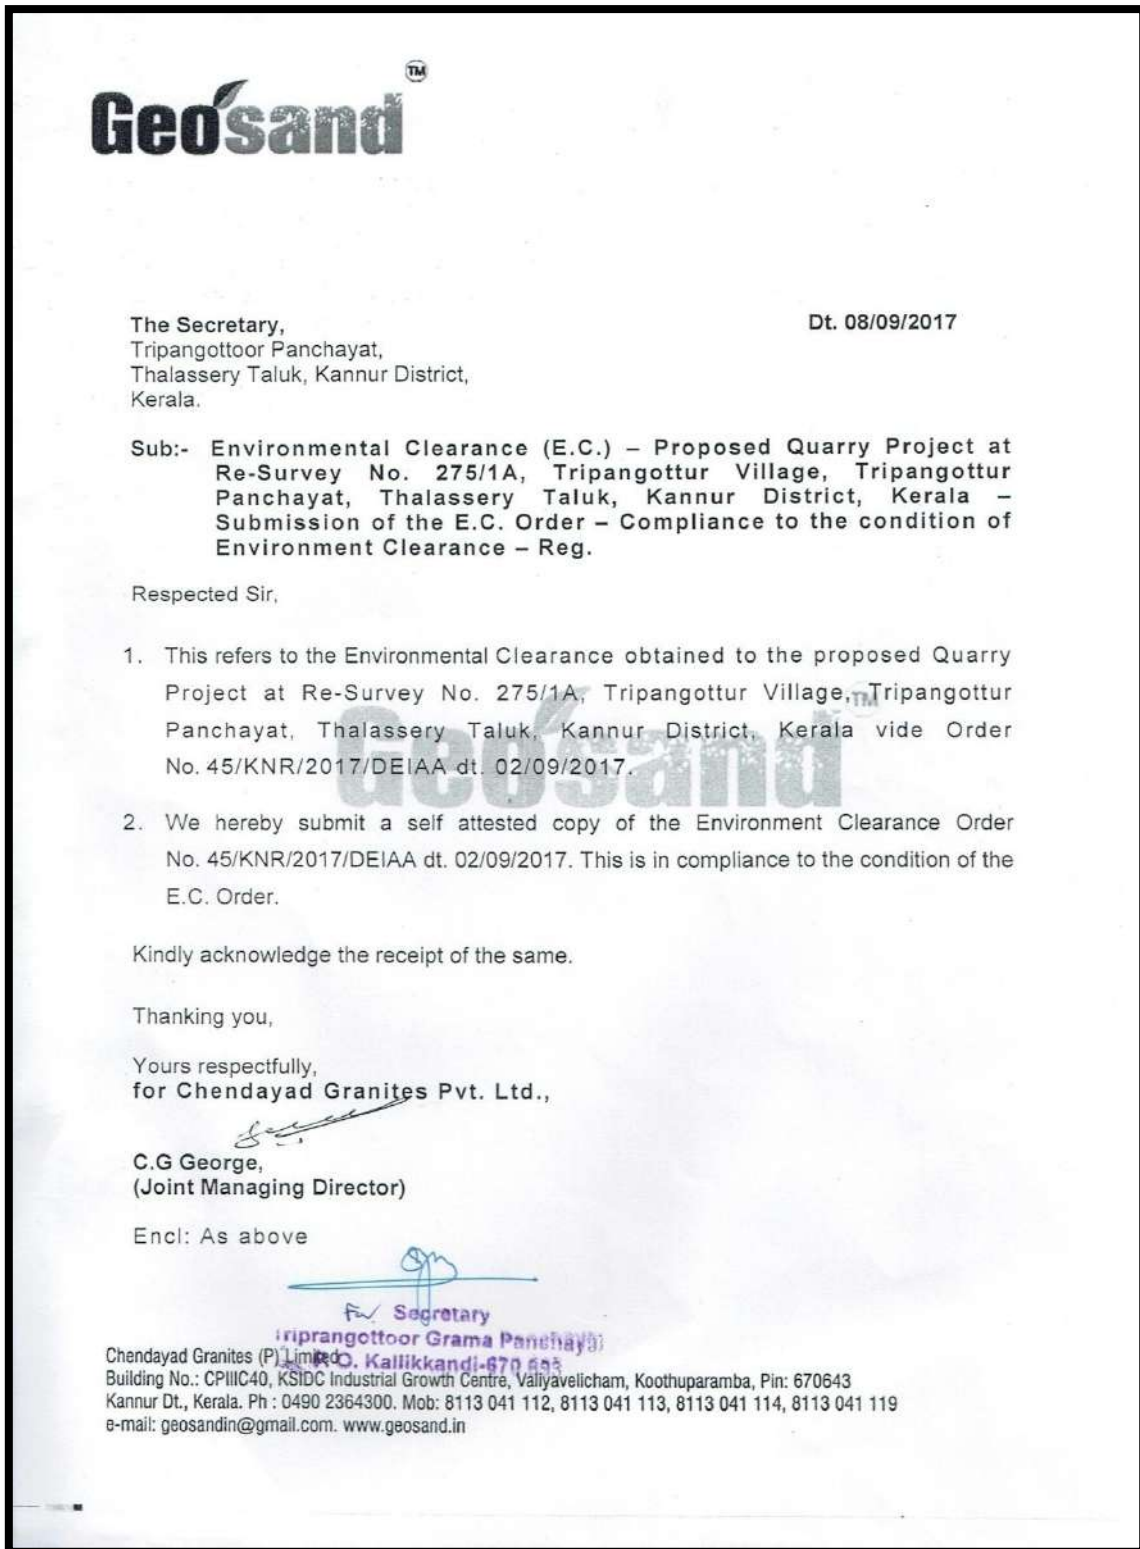 Geosand TM
The Secretary,
Dt. 08/09/2017
Tripangottoor Panchayat,
Thalassery Taluk, Kannur District,
Kerala.
Sub:- Environmental Clearance (E.C.) – Proposed Quarry Project at
Re-Survey No. 275/1A, Tripangottur Village, Tripangottur
Panchayat, Thalassery Taluk, Kannur District, Kerala –
Submission of the E.C. Order – Compliance to the condition of
Environment Clearance – Reg.
Respected Sir,
1. This refers to the Environmental Clearance obtained to the proposed Quarry
Project at Re-Survey No. 275/1A, Tripangottur Village, Tripangottur
Panchayat, Thalassery Taluk, Kannur District, Kerala vide Order
No. 45/KNR/2017/DEIAA dt. 02/09/2017.
Geosand TM
2. We hereby submit a self attested copy of the Environment Clearance Order
No. 45/KNR/2017/DEIAA dt. 02/09/2017. This is in compliance to the condition of the
E.C. Order.
Kindly acknowledge the receipt of the same.
Thanking you,
Yours respectfully,
for Chendayad Granites Pvt. Ltd.,
C.G George,
(Joint Managing Director)
Encl: As above
For Secretary
Triprangottoor Grama Panchayat
P.O. Kallikkandi-670 693
Chendayad Granites (P) Limited
Building No.: CPIIIC40, KSIDC Industrial Growth Centre, Valiyavelicham, Koothuparamba, Pin: 670643
Kannur Dt., Kerala. Ph : 0490 2364300. Mob: 8113 041 112, 8113 041 113, 8113 041 114, 8113 041 119
e-mail: geosandin@gmail.com. www.geosand.in